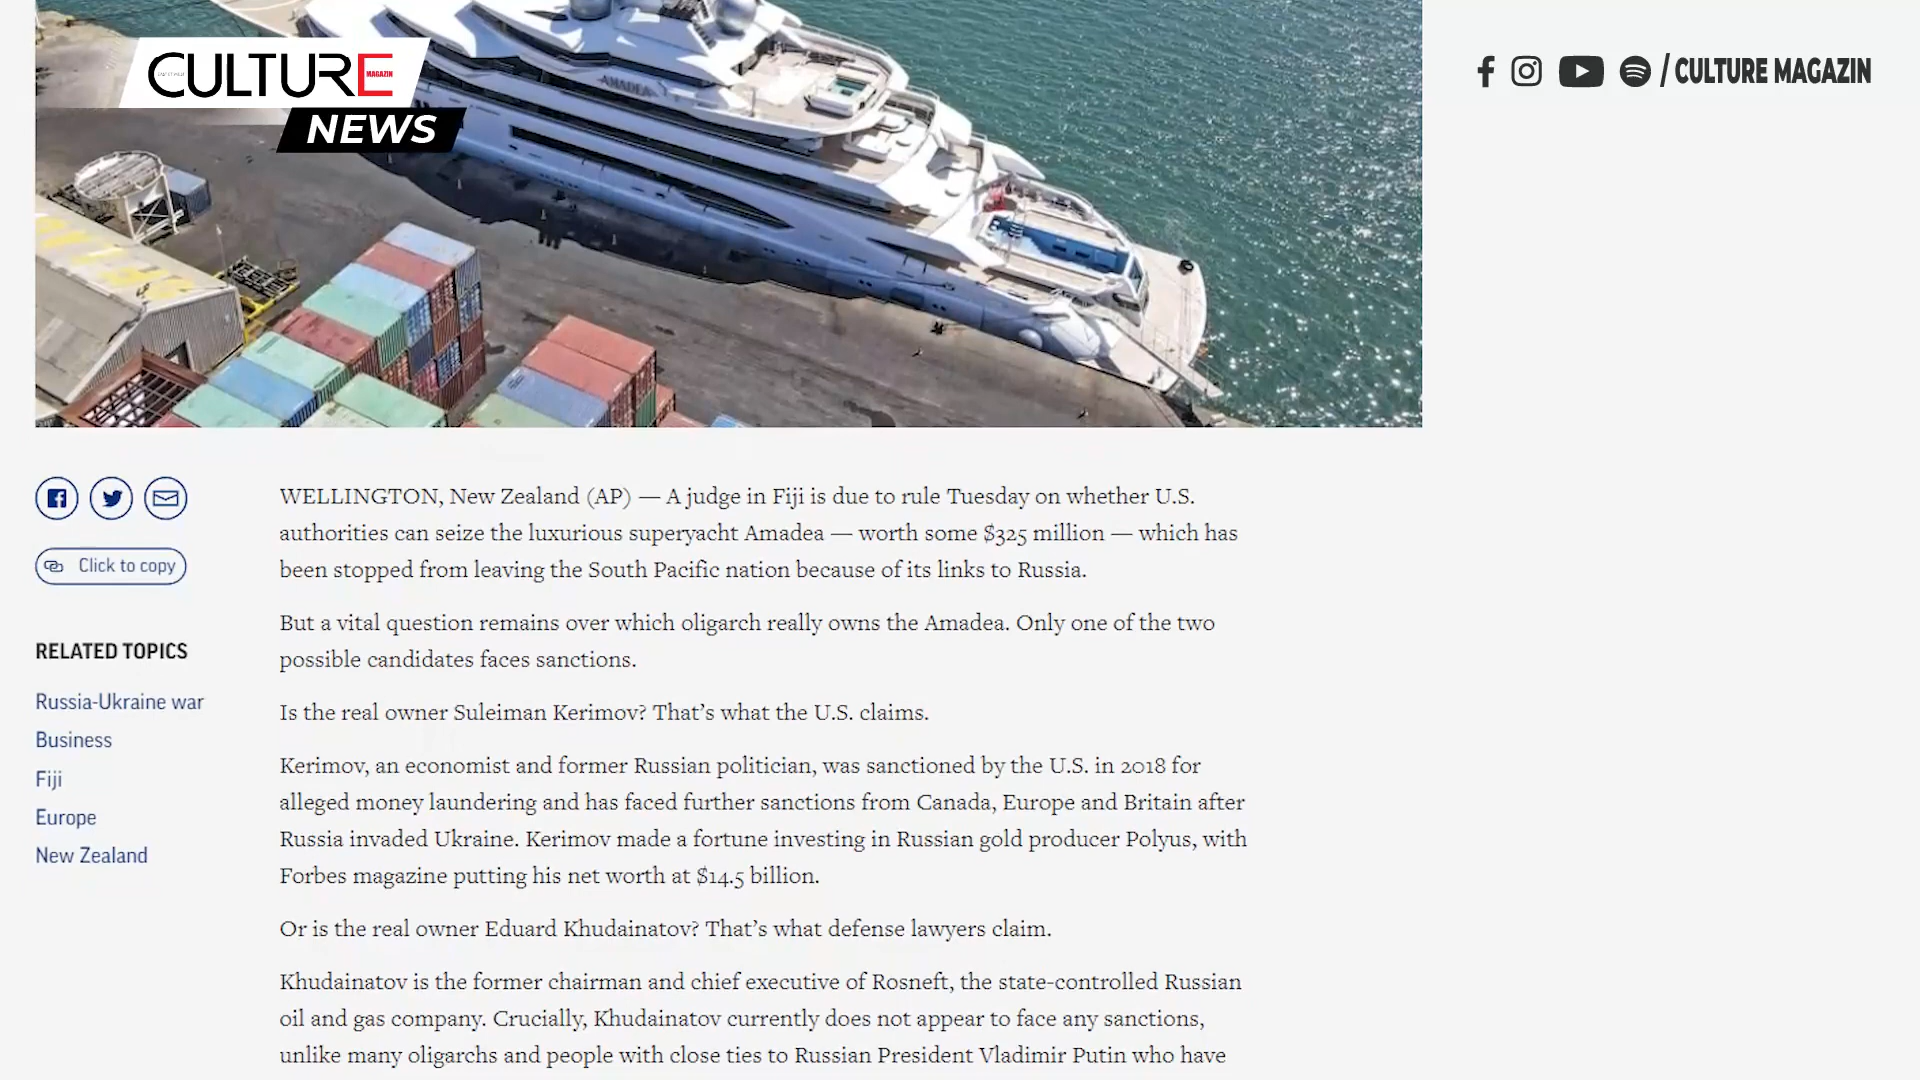 CULTURE
MAGAZIN
NEWS
/ CULTURE MAGAZIN
AMADEA
WELLINGTON, New Zealand (AP) — A judge in Fiji is due to rule Tuesday on whether U.S.
authorities can seize the luxurious superyacht Amadea — worth some $325 million — which has
been stopped from leaving the South Pacific nation because of its links to Russia.
But a vital question remains over which oligarch really owns the Amadea. Only one of the two
possible candidates faces sanctions.
Is the real owner Suleiman Kerimov? That’s what the U.S. claims.
Kerimov, an economist and former Russian politician, was sanctioned by the U.S. in 2018 for
alleged money laundering and has faced further sanctions from Canada, Europe and Britain after
Russia invaded Ukraine. Kerimov made a fortune investing in Russian gold producer Polyus, with
Forbes magazine putting his net worth at $14.5 billion.
Or is the real owner Eduard Khudainatov? That’s what defense lawyers claim.
Khudainatov is the former chairman and chief executive of Rosneft, the state-controlled Russian
oil and gas company. Crucially, Khudainatov currently does not appear to face any sanctions,
unlike many oligarchs and people with close ties to Russian President Vladimir Putin who have
Click to copy
RELATED TOPICS
Russia-Ukraine war
Business
Fiji
Europe
New Zealand